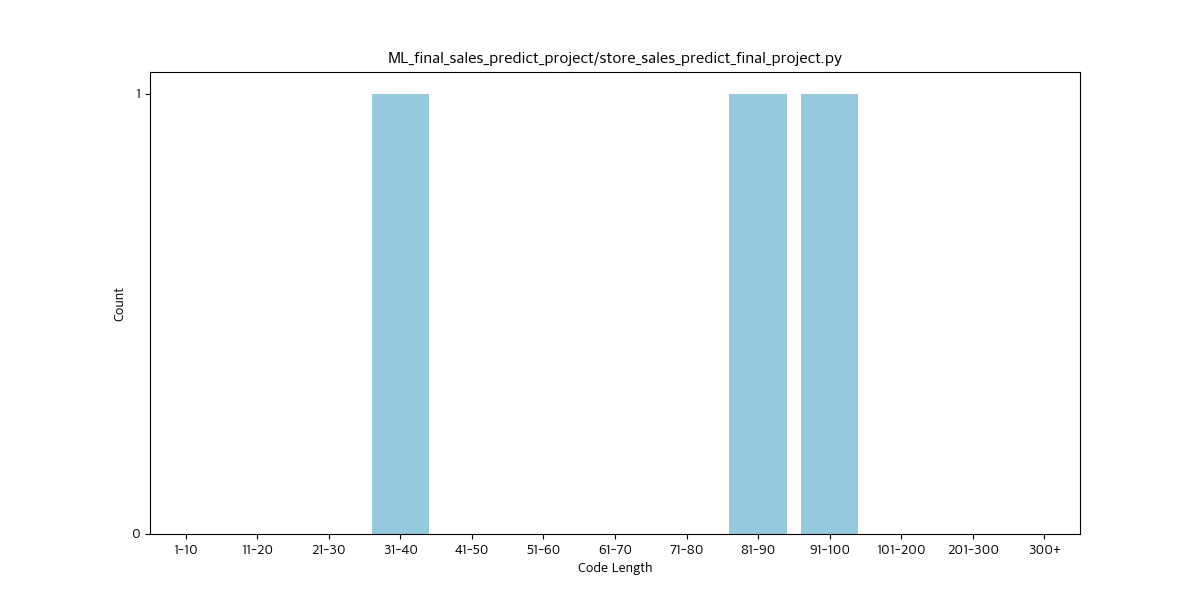 ML_final_sales_predict_project/store_sales_predict_final_project.py
1
Count
0
1-10 11-20 21-30 31-40 41-50 51-60 61-70 71-80 81-90 91-100 101-200 201-300 300+
Code Length